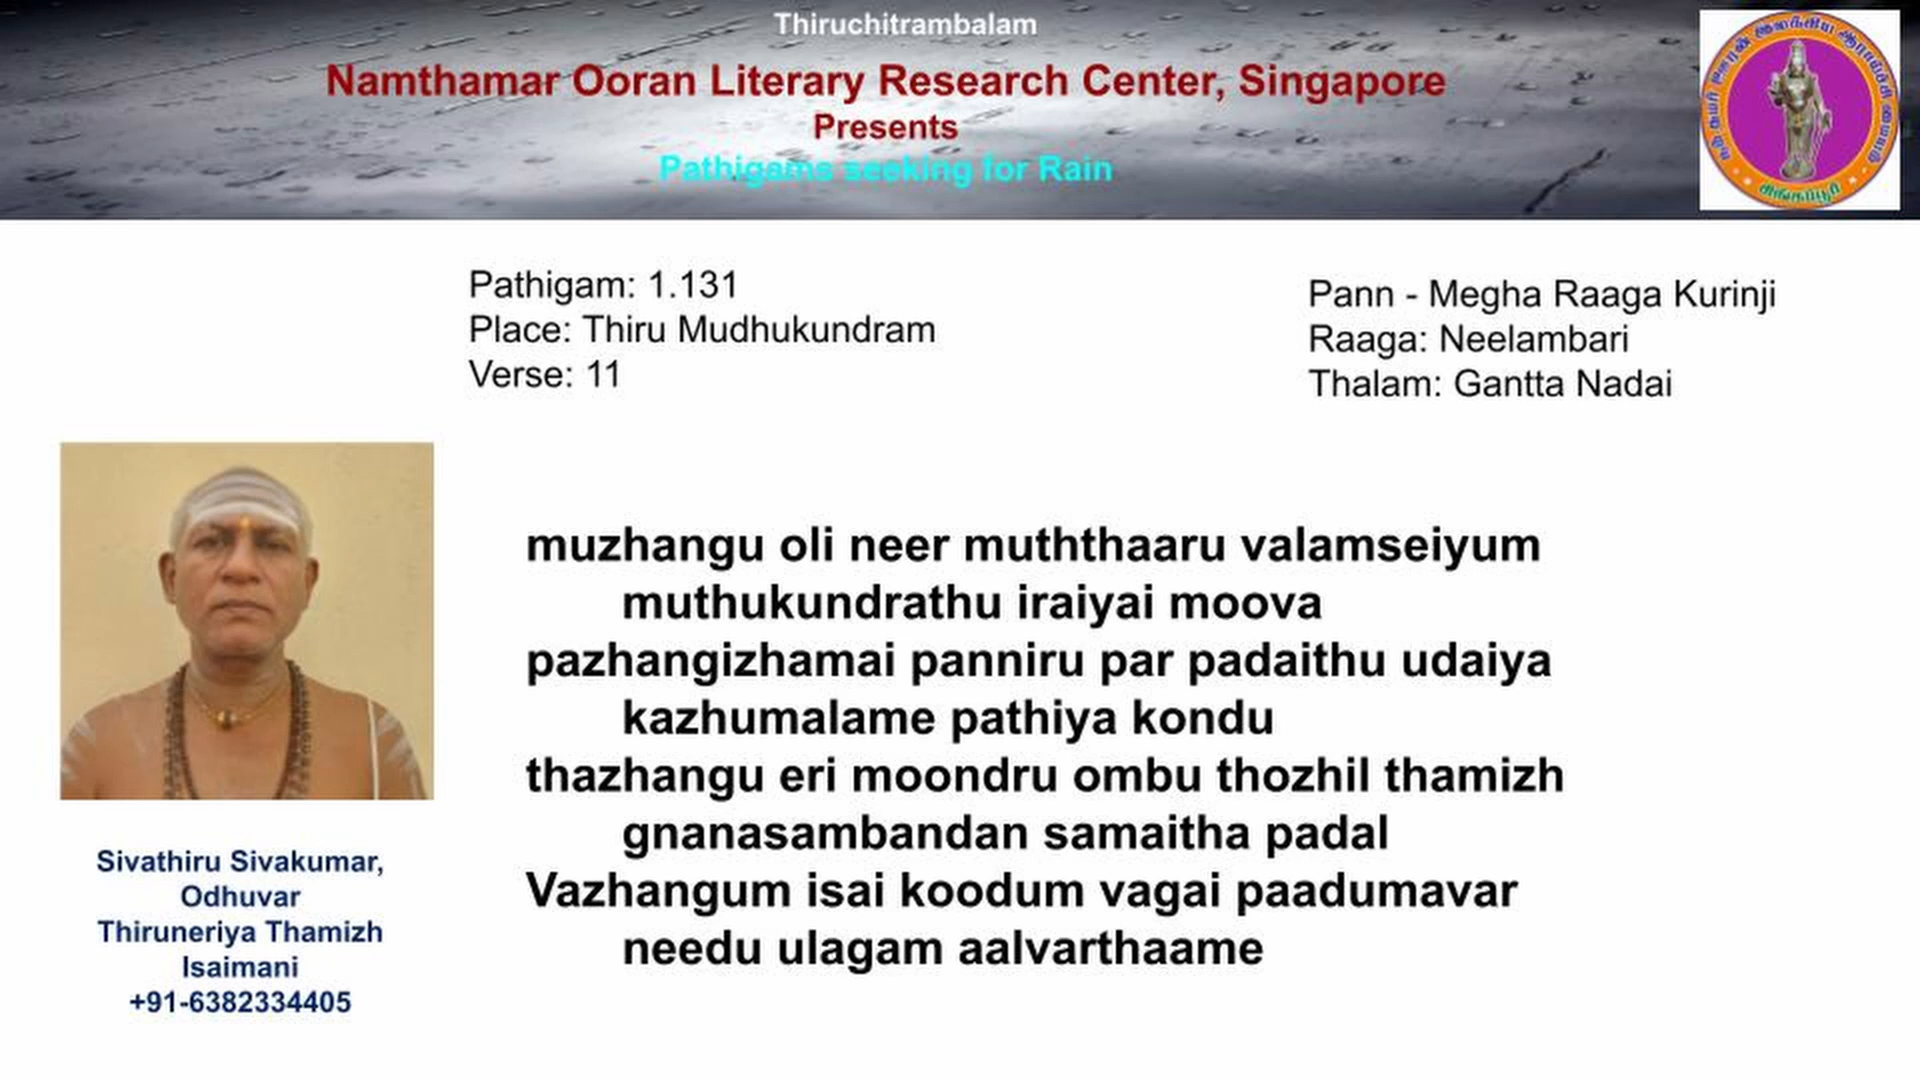 Thiruchitrambalam
Namthamar Ooran Literary Research Center, Singapore
Presents
Pathigams seeking for Rain
சிங்கப்பூர்
Pathigam: 1.131
Place: Thiru Mudhukundram
Verse: 11
Pann - Megha Raaga Kurinji
Raaga: Neelambari
Thalam: Gantta Nadai
muzhangu oli neer muththaaru valamseiyum
muthukundrathu iraiyai moova
pazhangizhamai panniru par padaithu udaiya
kazhumalame pathiya kondu
thazhangu eri moondru ombu thozhil thamizh
gnanasambandan samaitha padal
Vazhangum isai koodum vagai paadumavar
needu ulagam aalvarthaame
Sivathiru Sivakumar,
Odhuvar
Thiruneriya Thamizh
Isaimani
+91-6382334405